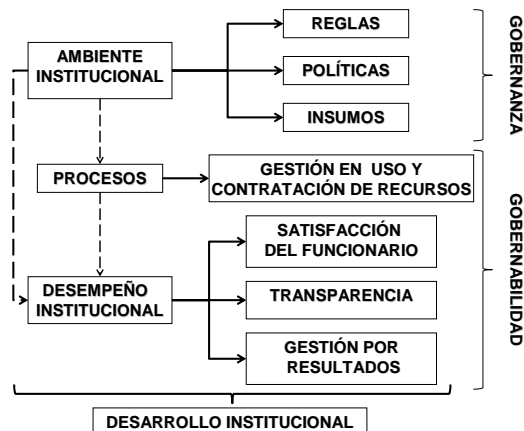 REGLAS
AMBIENTE
INSTITUCIONAL
POLÍTICAS
INSUMOS
GOBERNANZA
PROCESOS
GESTIÓN EN USO Y
CONTRATACIÓN DE RECURSOS
SATISFACCIÓN
DEL FUNCIONARIO
DESEMPEÑO
INSTITUCIONAL
TRANSPARENCIA
GESTIÓN POR
RESULTADOS
GOBERNABILIDAD
DESARROLLO INSTITUCIONAL